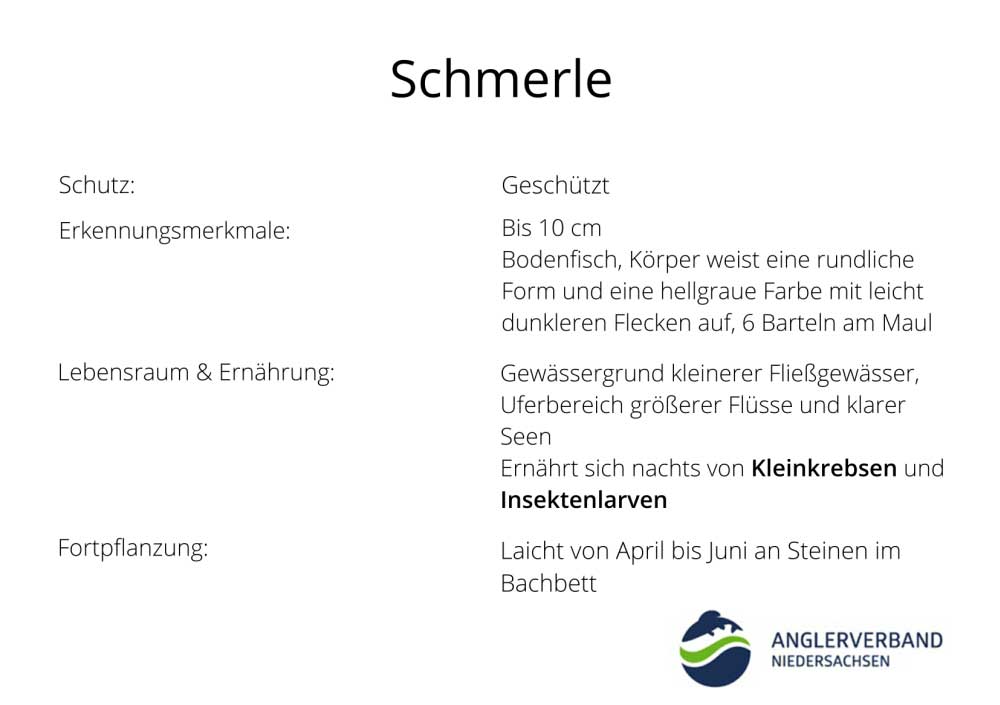 Schmerle
Schutz:
Geschützt
Erkennungsmerkmale:
Bis 10 cm
Bodenfisch, Körper weist eine rundliche
Form und eine hellgraue Farbe mit leicht
dunkleren Flecken auf, 6 Barteln am Maul
Lebensraum & Ernährung:
Gewässergrund kleinerer Fließgewässer,
Uferbereich größerer Flüsse und klarer
Seen
Ernährt sich nachts von Kleinkrebsen und
Insektenlarven
Fortpflanzung:
Laicht von April bis Juni an Steinen im
Bachbett
ANGLERVERBAND
NIEDERSACHSEN